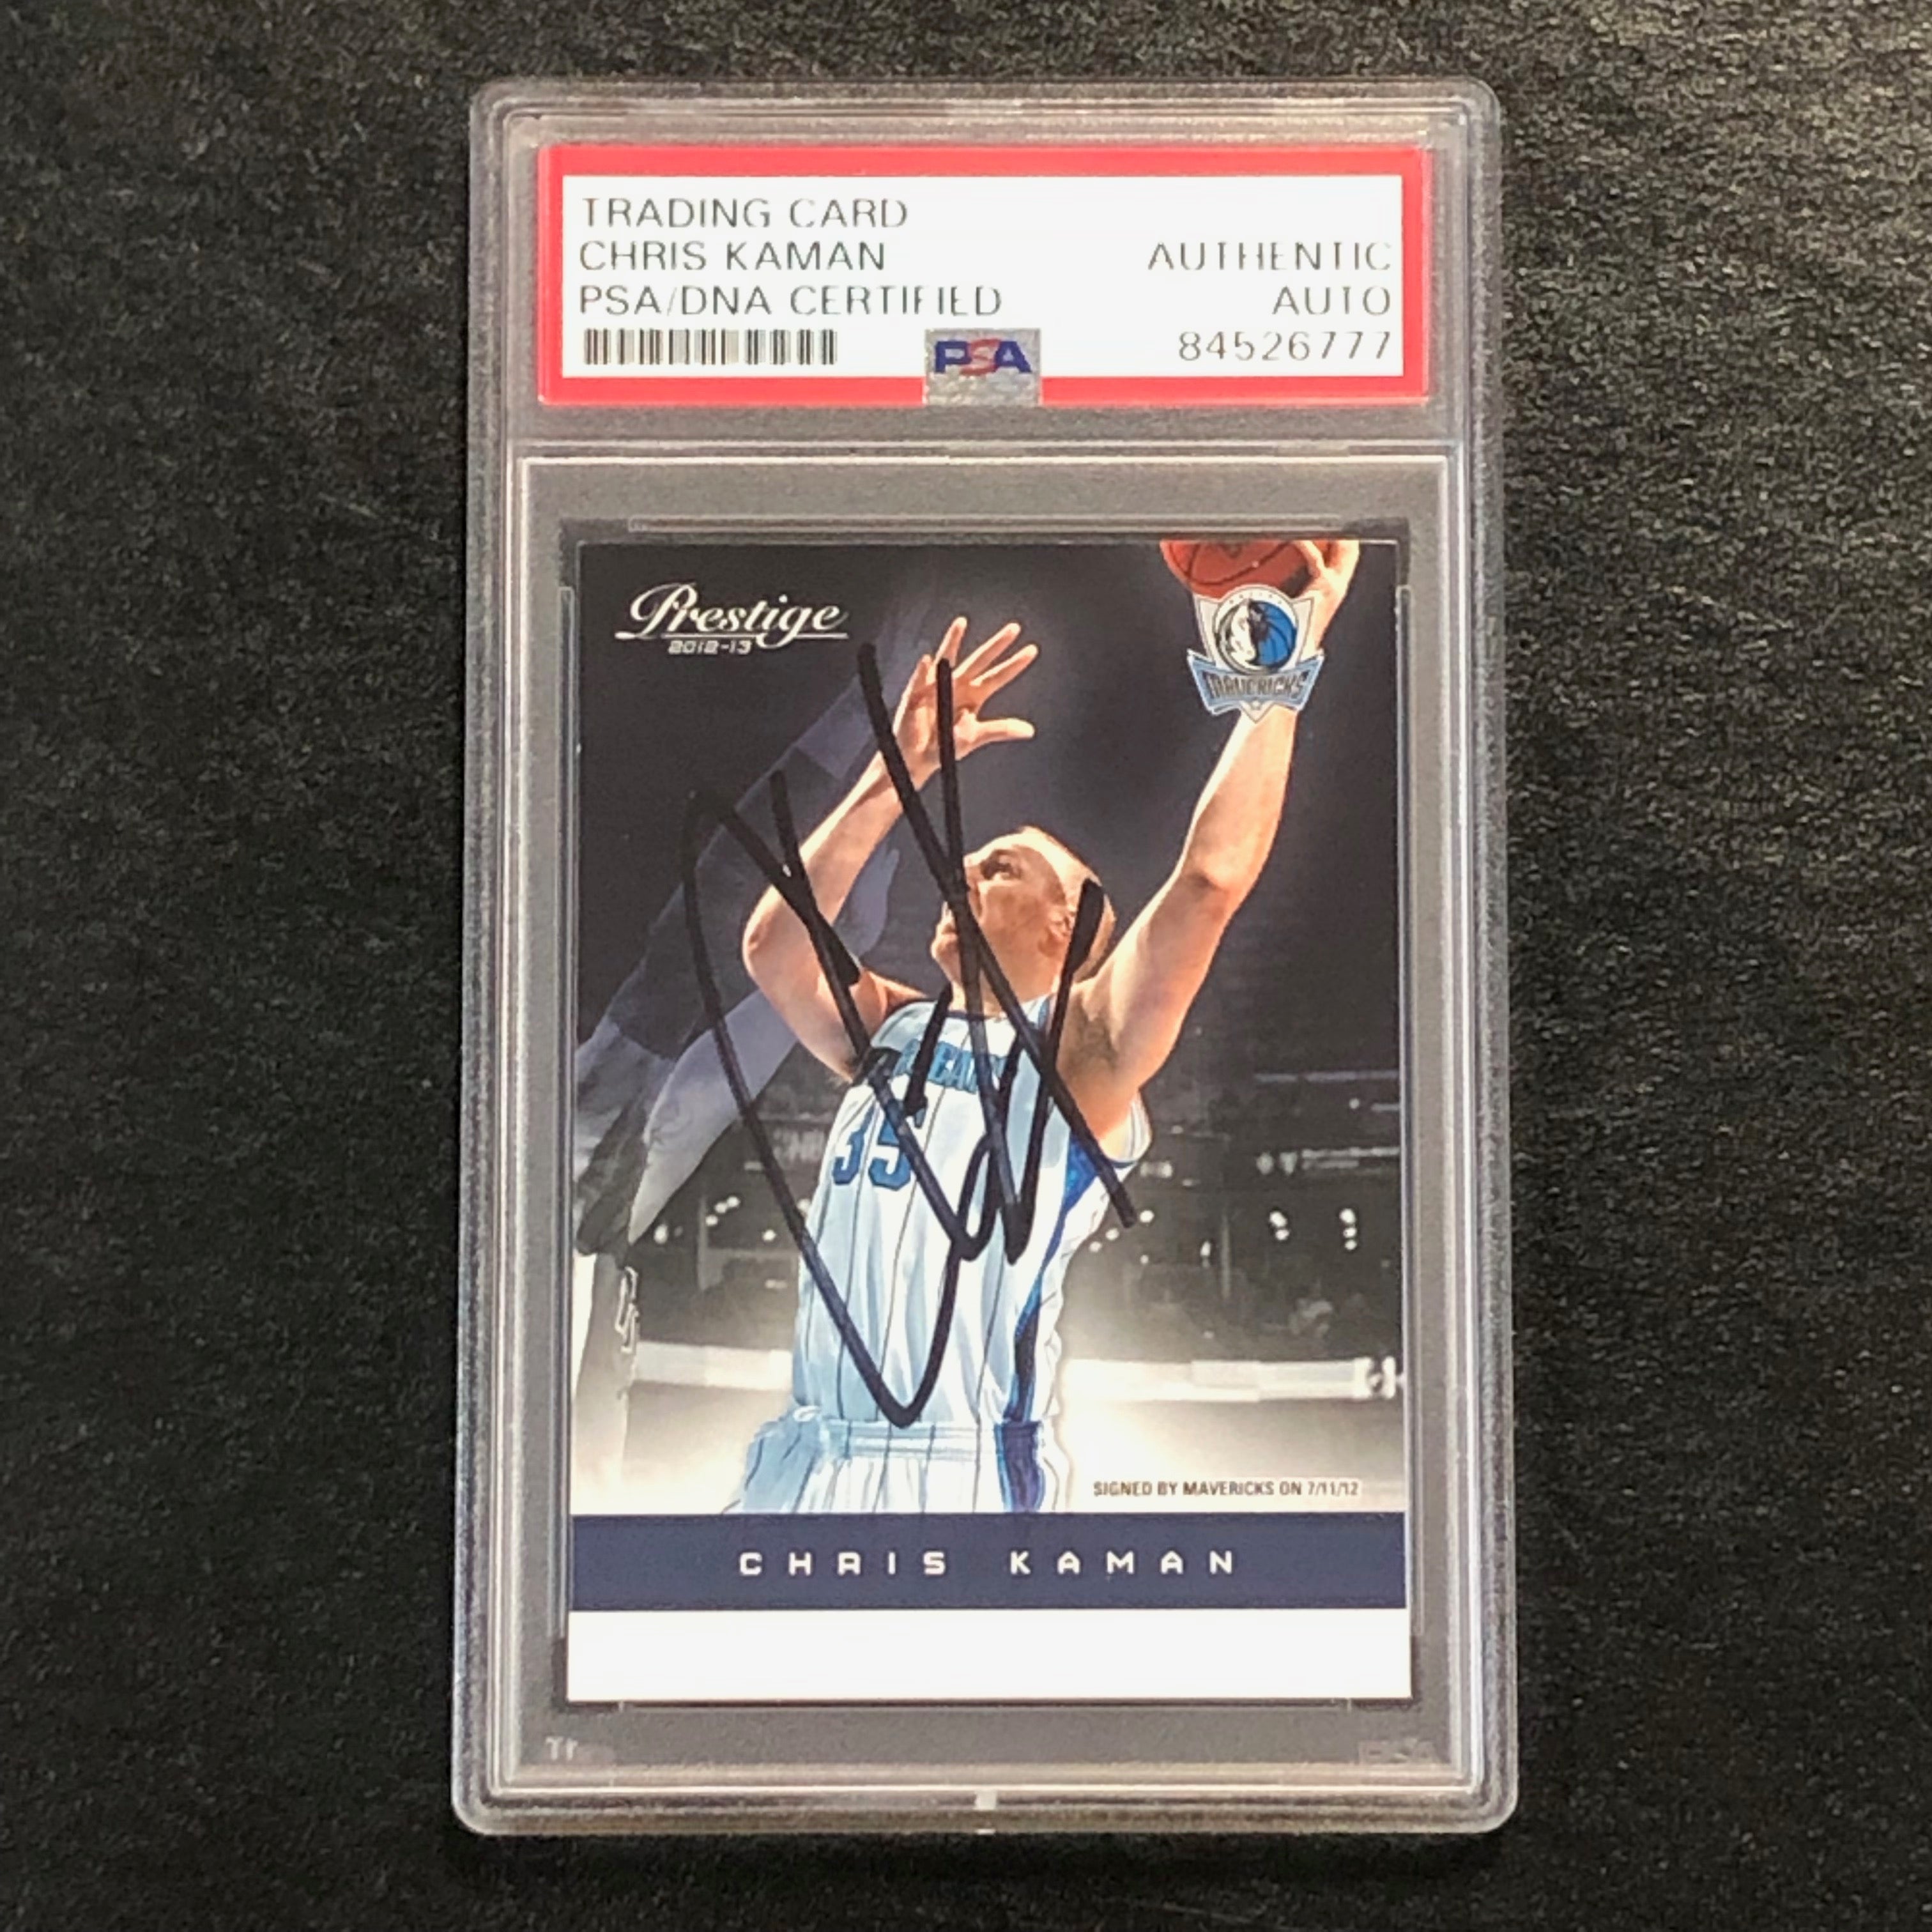 TRADING CARD
CHRIS KAMAN
AUTHENTIC
PSA/DNA CERTIFIED
AUTO
PSA
84526777
Prestige
2012-13
MAVERICKS
35
SIGNED BY MAVERICKS ON 7/11/12
CHRIS KAMAN